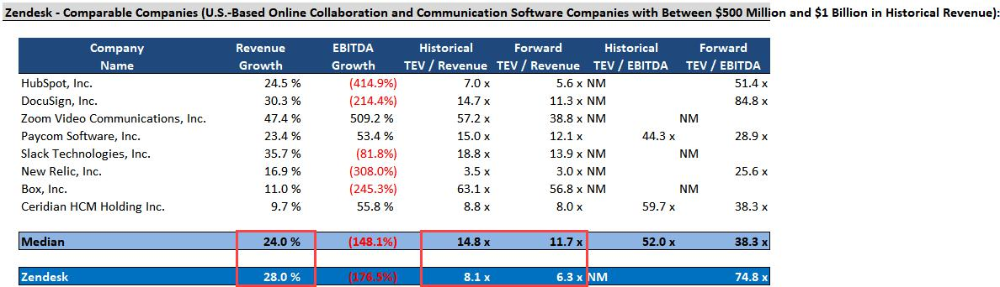 Zendesk - Comparable Companies (U.S.-Based Online Collaboration and Communication Software Companies with Between $500 Million and $1 Billion in Historical Revenue):
Company Revenue EBITDA Historical Forward Historical Forward
Name Growth Growth TEV / Revenue TEV / Revenue TEV / EBITDA TEV / EBITDA
HubSpot, Inc. 24.5 % (414.9%) 7.0 x 5.6 x NM 51.4 x
DocuSign, Inc. 30.3 % (214.4%) 14.7 x 11.3 x NM 84.8 x
Zoom Video Communications, Inc. 47.4 % 509.2 % 57.2 x 38.8 x NM NM
Paycom Software, Inc. 23.4 % 53.4 % 15.0 x 12.1 x 44.3 x 28.9 x
Slack Technologies, Inc. 35.7 % (81.8%) 18.8 x 13.9 x NM NM
New Relic, Inc. 16.9 % (308.0%) 3.5 x 3.0 x NM 25.6 x
Box, Inc. 11.0 % (245.3%) 63.1 x 56.8 x NM NM
Ceridian HCM Holding Inc. 9.7 % 55.8 % 8.8 x 8.0 x 59.7 x 38.3 x
Median 24.0 % (148.1%) 14.8 x 11.7 x 52.0 x 38.3 x
Zendesk 28.0 % (176.5%) 8.1 x 6.3 x NM 74.8 x